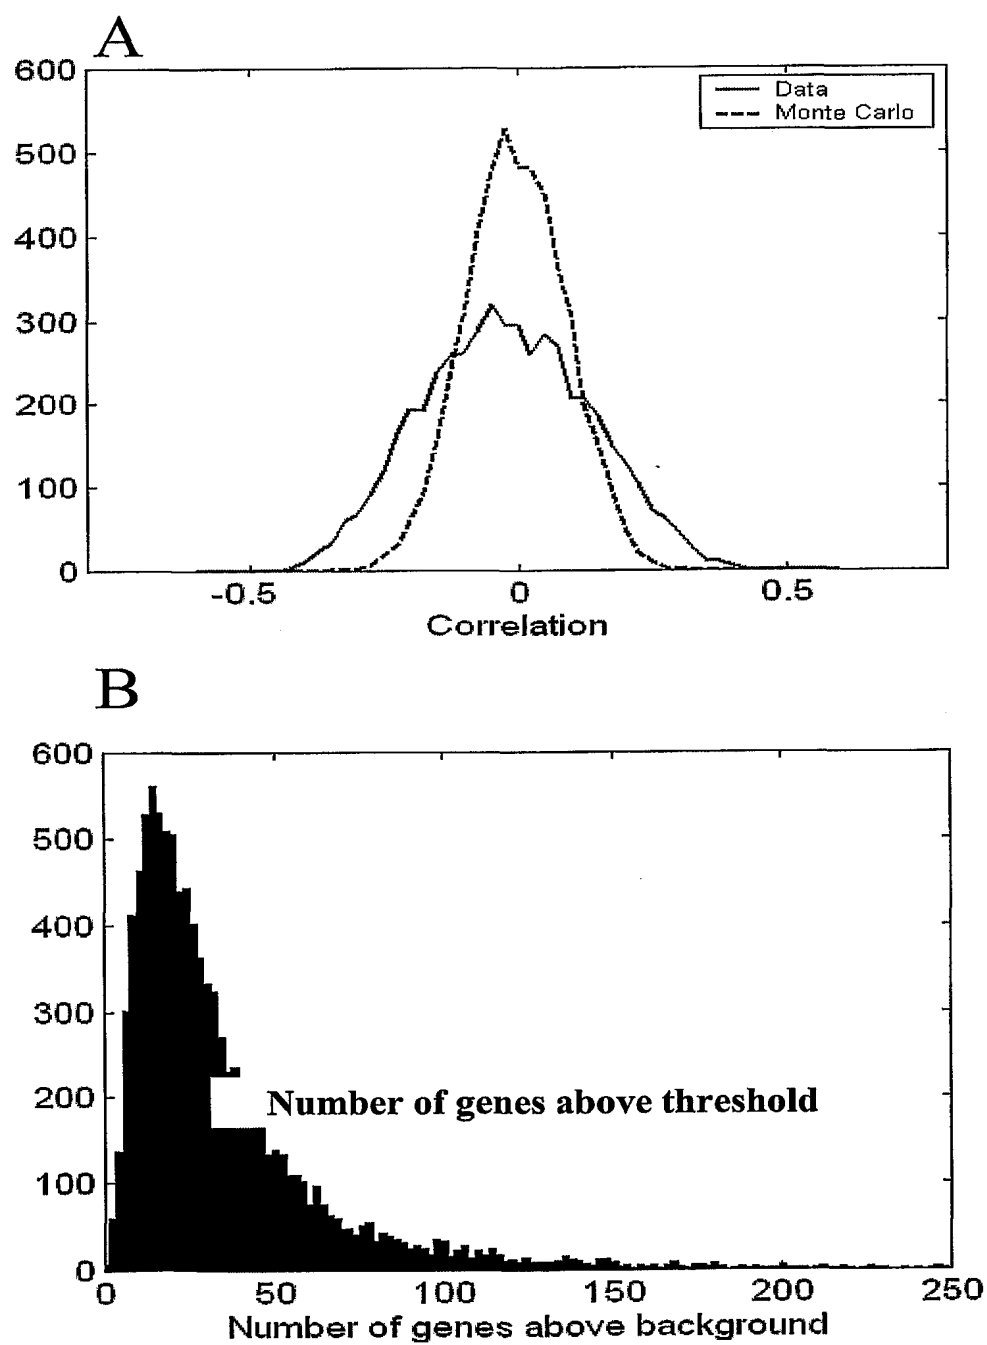 A
600
500
400
300
200
100
0
Data
Monte Carlo
-0.5 0 0.5
Correlation
B
600
500
400
300
200
100
0
Number of genes above threshold
0 50 100 150 200 250
Number of genes above background